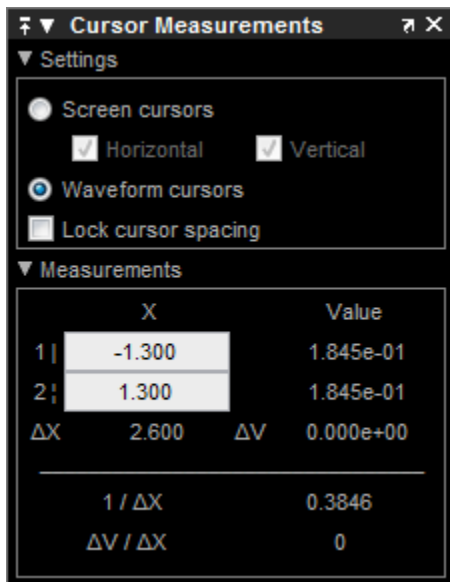 Cursor Measurements
Settings
Screen cursors
Horizontal Vertical
Waveform cursors
Lock cursor spacing
Measurements
X Value
1 | -1.300 1.845e-01
2 ¦ 1.300 1.845e-01
ΔX 2.600 ΔV 0.000e+00
1 / ΔX 0.3846
ΔV / ΔX 0